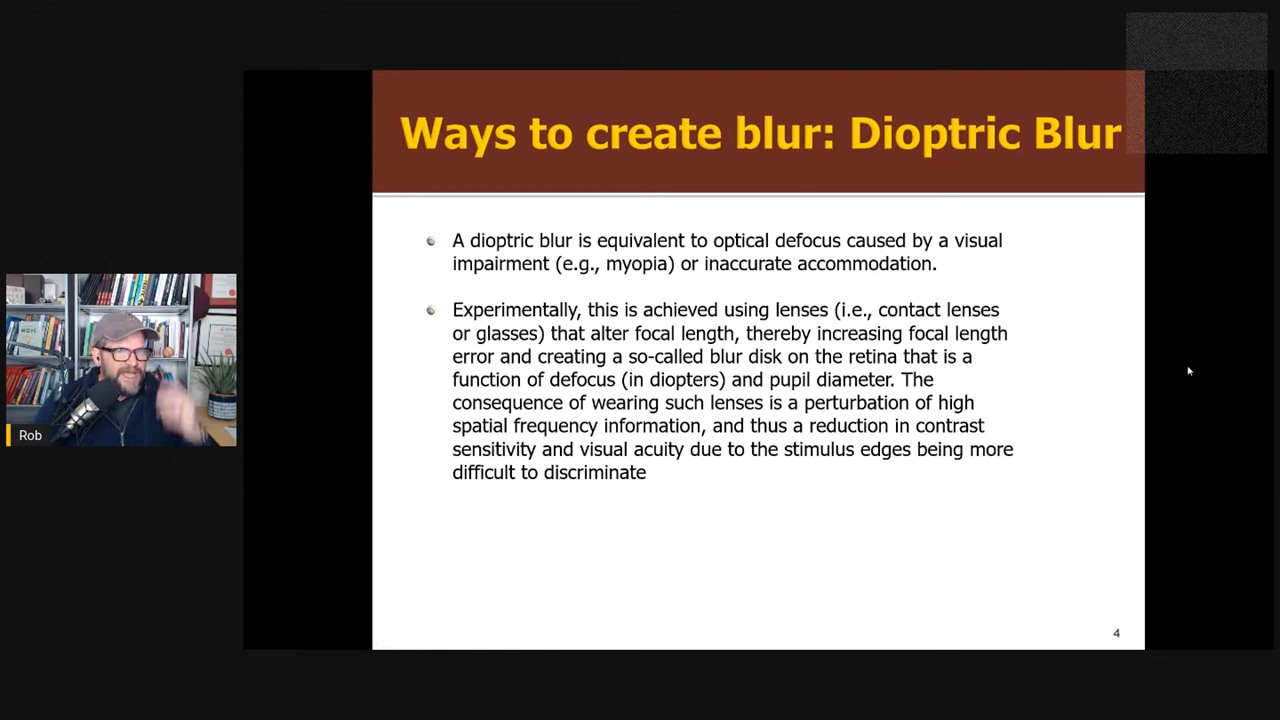 Ways to create blur: Dioptric Blur
A dioptric blur is equivalent to optical defocus caused by a visual
impairment (e.g., myopia) or inaccurate accommodation.
Experimentally, this is achieved using lenses (i.e., contact lenses
or glasses) that alter focal length, thereby increasing focal length
error and creating a so-called blur disk on the retina that is a
function of defocus (in diopters) and pupil diameter. The
consequence of wearing such lenses is a perturbation of high
spatial frequency information, and thus a reduction in contrast
sensitivity and visual acuity due to the stimulus edges being more
difficult to discriminate
Rob
4